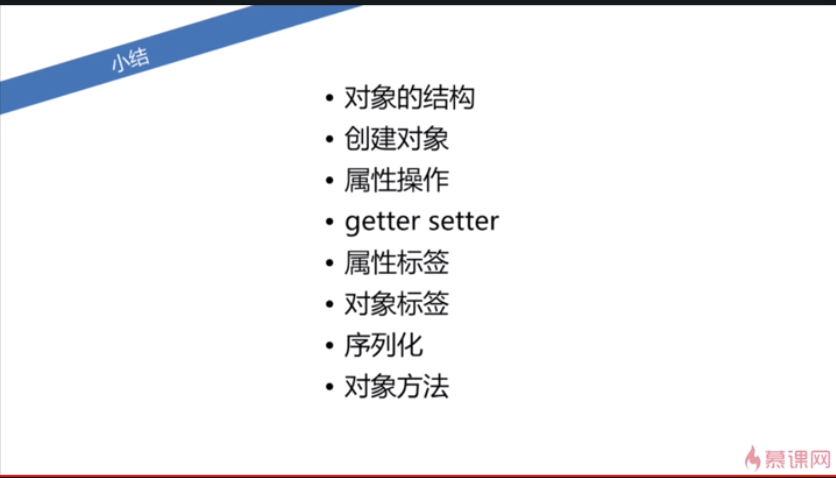 小结
• 对象的结构
• 创建对象
• 属性操作
• getter setter
• 属性标签
• 对象标签
• 序列化
• 对象方法
慕课网